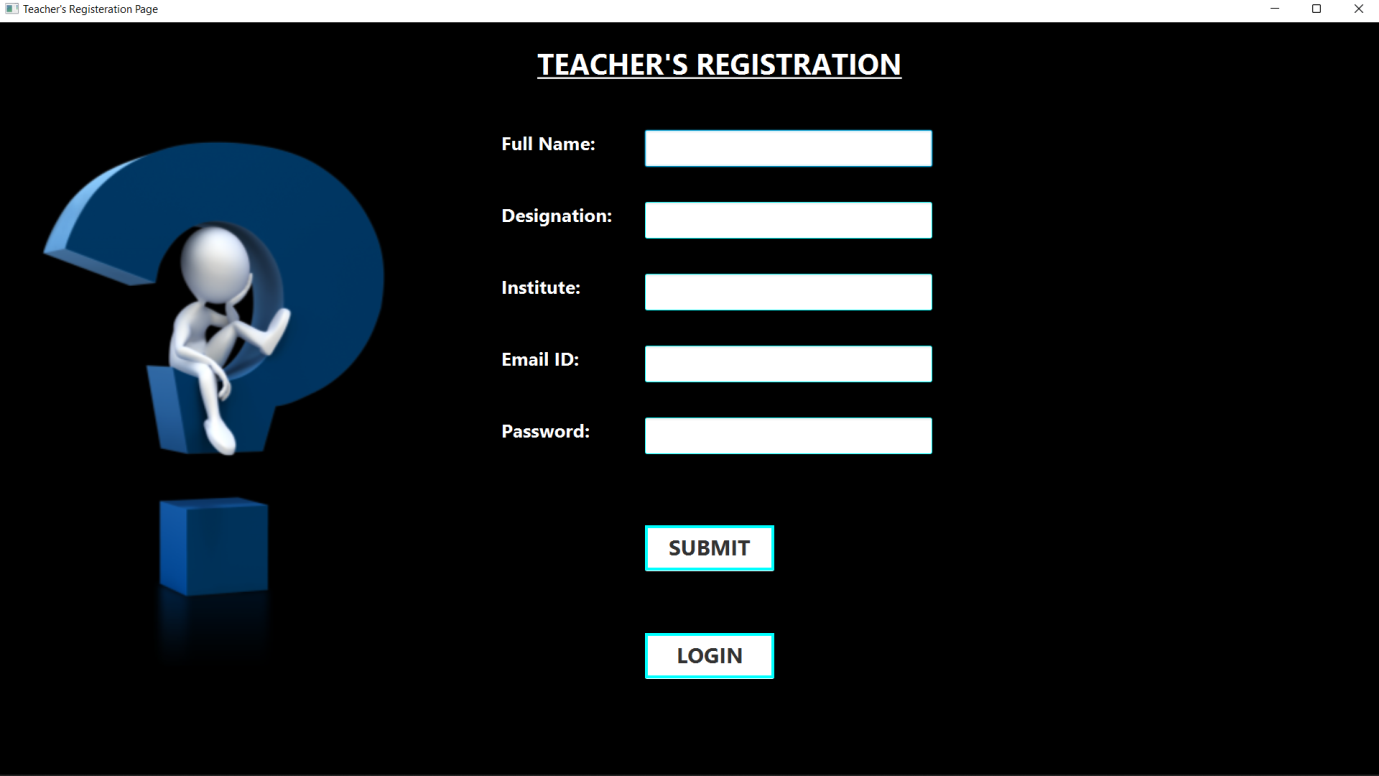 Teacher's Registeration Page
TEACHER'S REGISTRATION
Full Name:
Designation:
Institute:
Email ID:
Password:
SUBMIT
LOGIN